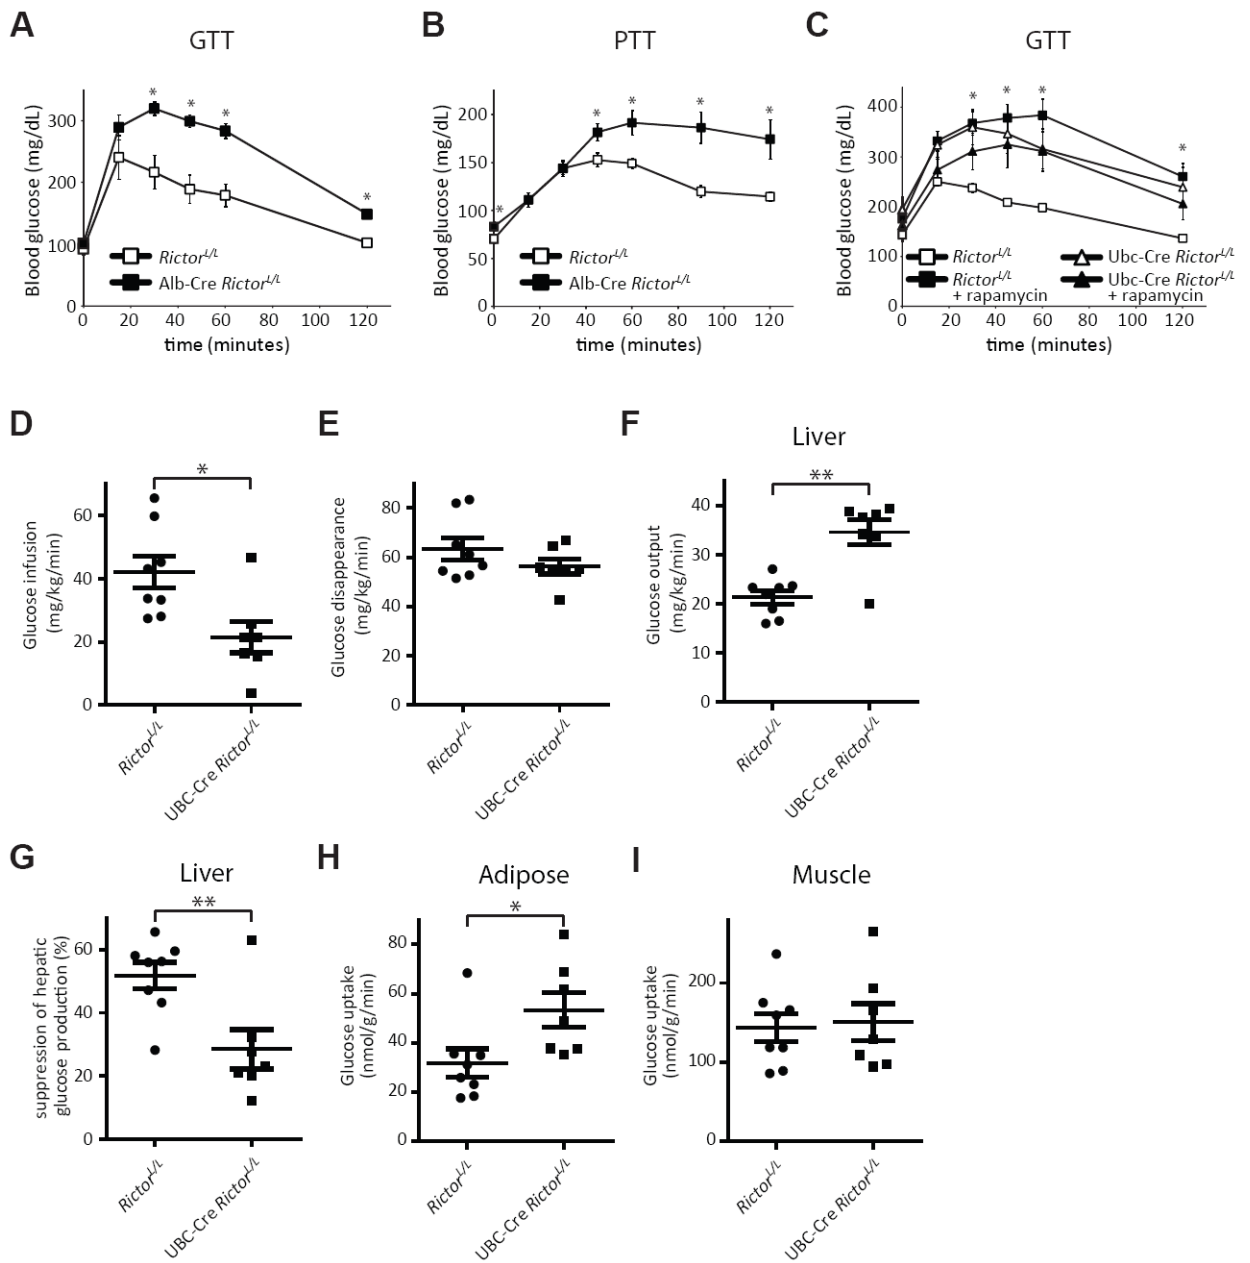 A
GTT
Blood glucose (mg/dL)
300
200
100
0
0 20 40 60 80 100 120
time (minutes)
* * * *
Rictor^L/L
Alb-Cre Rictor^L/L
B
PTT
Blood glucose (mg/dL)
200
150
100
50
0
0 20 40 60 80 100 120
time (minutes)
* * * * *
Rictor^L/L
Alb-Cre Rictor^L/L
C
GTT
Blood glucose (mg/dL)
400
300
200
100
0
0 20 40 60 80 100 120
time (minutes)
* * * *
Rictor^L/L
Rictor^L/L
+ rapamycin
Ubc-Cre Rictor^L/L
Ubc-Cre Rictor^L/L
+ rapamycin
D
*
Glucose infusion
(mg/kg/min)
60
40
20
0
Rictor^L/L
UBC-Cre Rictor^L/L
E
Glucose disappearance
(mg/kg/min)
80
60
40
20
0
Rictor^L/L
UBC-Cre Rictor^L/L
F
Liver
**
Glucose output
(mg/kg/min)
40
30
20
10
0
Rictor^L/L
UBC-Cre Rictor^L/L
G
Liver
**
suppression of hepatic
glucose production (%)
60
40
20
0
Rictor^L/L
UBC-Cre Rictor^L/L
H
Adipose
*
Glucose uptake
(nmol/g/min)
80
60
40
20
0
Rictor^L/L
UBC-Cre Rictor^L/L
I
Muscle
Glucose uptake
(nmol/g/min)
200
100
0
Rictor^L/L
UBC-Cre Rictor^L/L